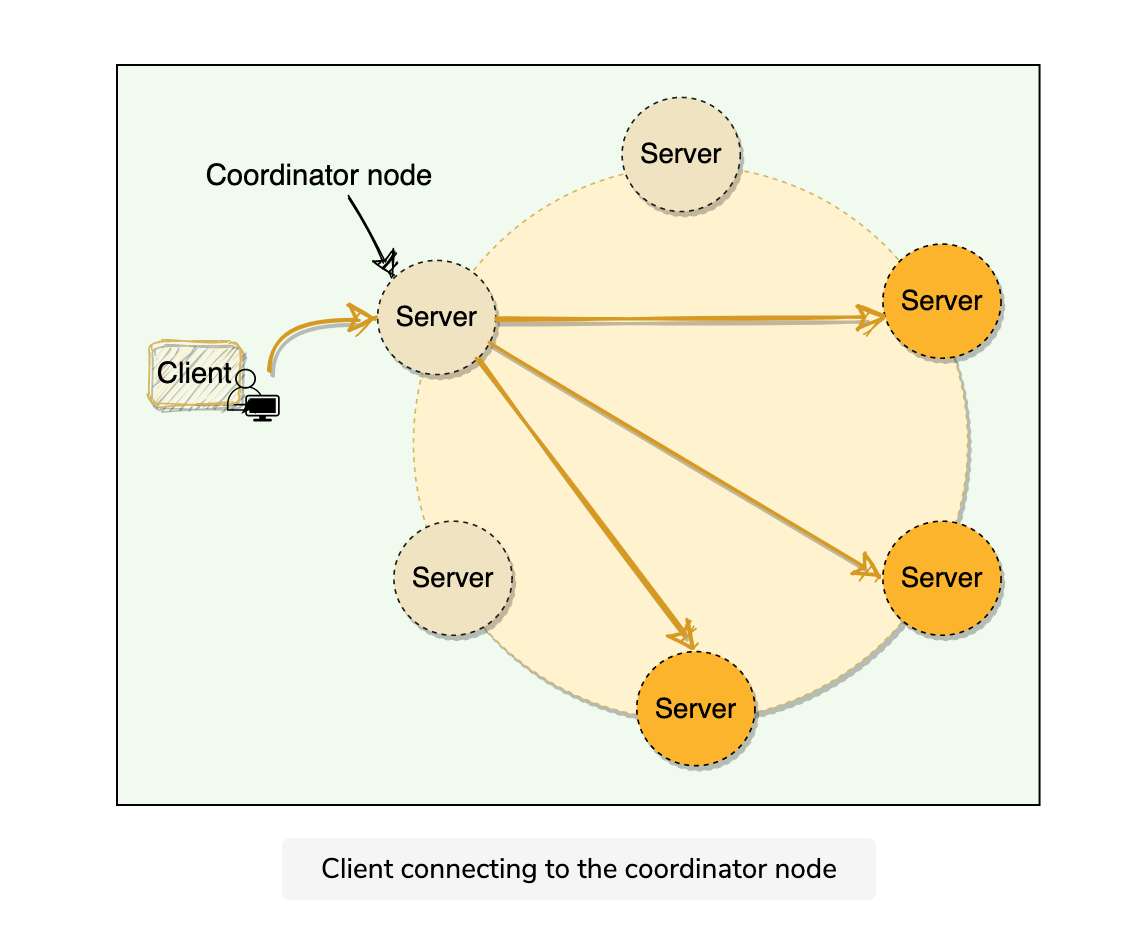 Server
Coordinator node
Server
Server
Client
Server
Server
Server
Client connecting to the coordinator node